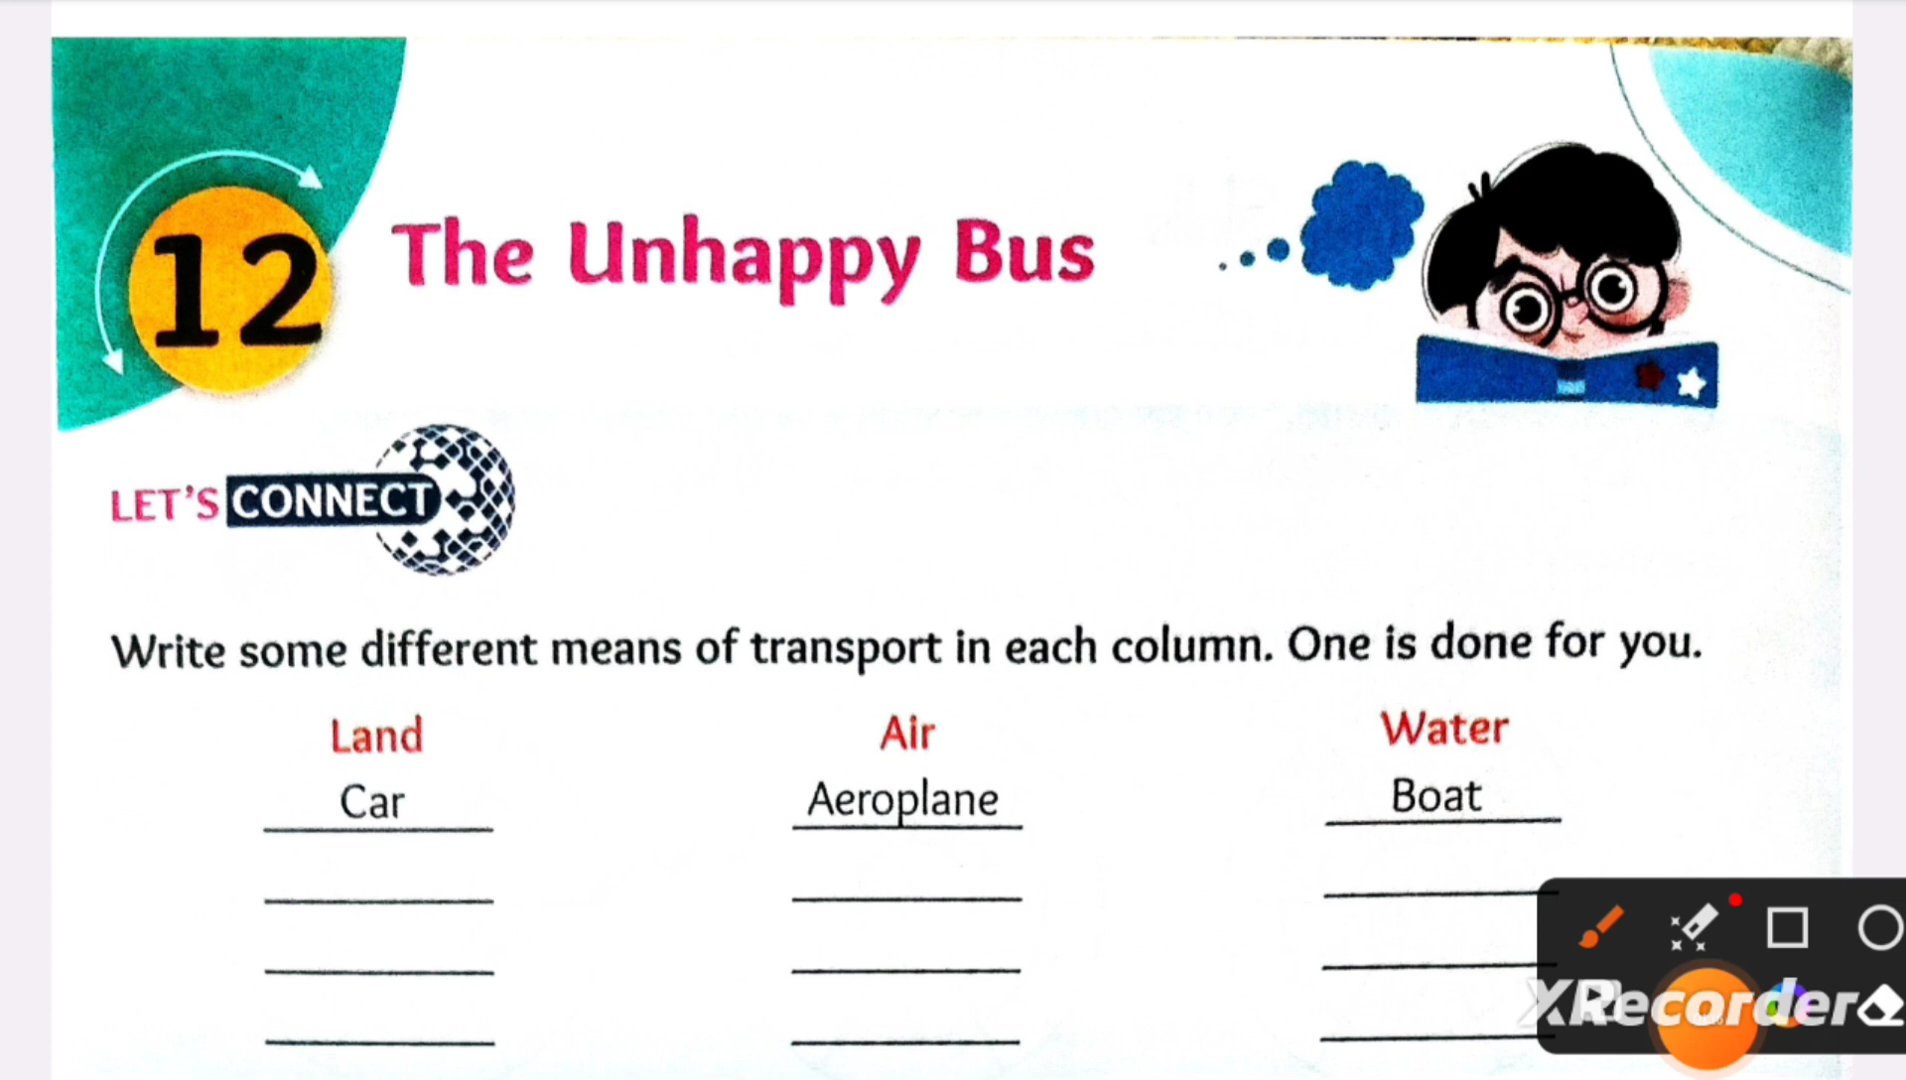 12
The Unhappy Bus
LET'S CONNECT
Write some different means of transport in each column. One is done for you.
Land Air Water
Car Aeroplane Boat
XRecorder